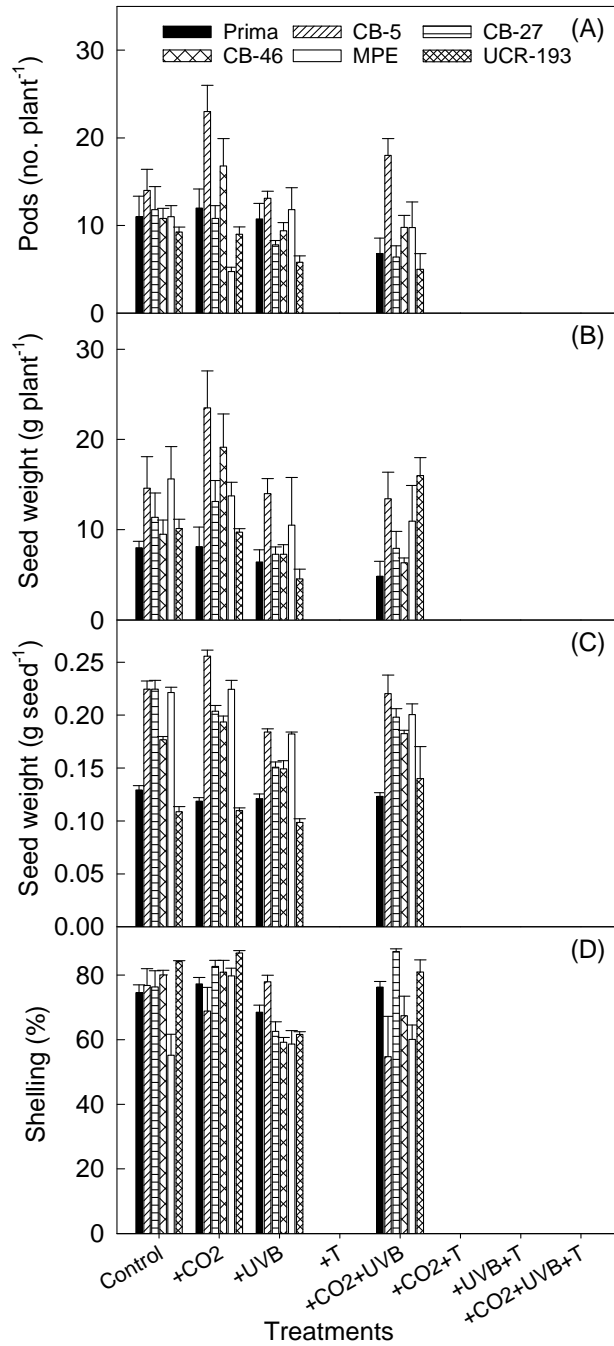 (A)
Prima CB-5 CB-27
CB-46 MPE UCR-193
Pods (no. plant⁻¹)
30
20
10
0
(B)
Seed weight (g plant⁻¹)
30
20
10
0
(C)
Seed weight (g seed⁻¹)
0.25
0.20
0.15
0.10
0.05
0.00
(D)
Shelling (%)
80
60
40
20
0
Control +CO2 +UVB +T +CO2+UVB +CO2+T +UVB+T +CO2+UVB+T
Treatments